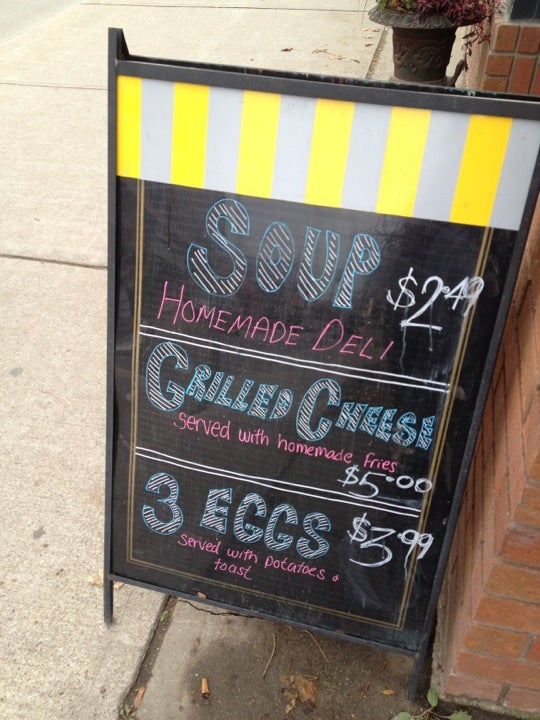 SOUP $2.49
HOMEMADE DELI
GRILLED CHEESE
Served with homemade fries
$5.00
3 EGGS $3.99
Served with potatoes &
toast